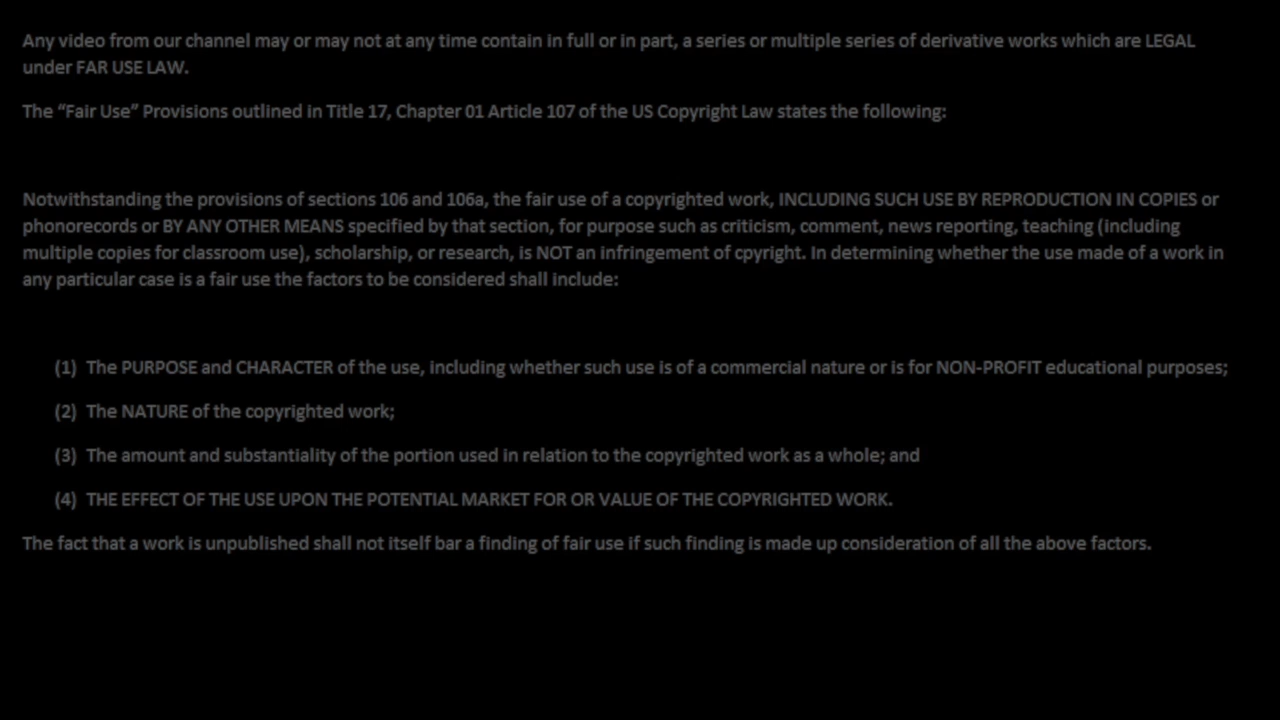 Any video from our channel may or may not at any time contain in full or in part, a series or multiple series of derivative works which are LEGAL
under FAR USE LAW.
The “Fair Use” Provisions outlined in Title 17, Chapter 01 Article 107 of the US Copyright Law states the following:
Notwithstanding the provisions of sections 106 and 106a, the fair use of a copyrighted work, INCLUDING SUCH USE BY REPRODUCTION IN COPIES or
phonorecords or BY ANY OTHER MEANS specified by that section, for purpose such as criticism, comment, news reporting, teaching (including
multiple copies for classroom use), scholarship, or research, is NOT an infringement of cpyright. In determining whether the use made of a work in
any particular case is a fair use the factors to be considered shall include:
(1) The PURPOSE and CHARACTER of the use, including whether such use is of a commercial nature or is for NON-PROFIT educational purposes;
(2) The NATURE of the copyrighted work;
(3) The amount and substantiality of the portion used in relation to the copyrighted work as a whole; and
(4) THE EFFECT OF THE USE UPON THE POTENTIAL MARKET FOR OR VALUE OF THE COPYRIGHTED WORK.
The fact that a work is unpublished shall not itself bar a finding of fair use if such finding is made up consideration of all the above factors.